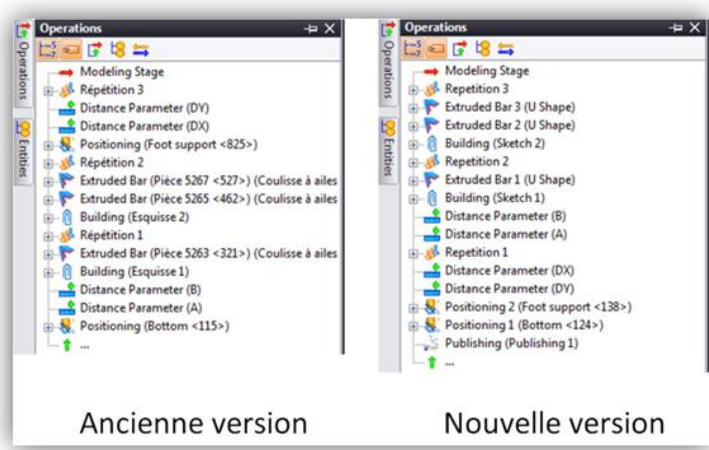 Operations
Operations
Entities
Modeling Stage
Répétition 3
Distance Parameter (DY)
Distance Parameter (DX)
Positioning (Foot support <825>)
Répétition 2
Extruded Bar (Pièce 5267 <527>) (Coulisse à ailes
Extruded Bar (Pièce 5265 <462>) (Coulisse à ailes
Building (Esquisse 2)
Répétition 1
Extruded Bar (Pièce 5263 <321>) (Coulisse à ailes
Building (Esquisse 1)
Distance Parameter (B)
Distance Parameter (A)
Positioning (Bottom <115>)
...
Ancienne version
Operations
Operations
Entities
Modeling Stage
Repetition 3
Extruded Bar 3 (U Shape)
Extruded Bar 2 (U Shape)
Building (Sketch 2)
Repetition 2
Extruded Bar 1 (U Shape)
Building (Sketch 1)
Distance Parameter (B)
Distance Parameter (A)
Repetition 1
Distance Parameter (DX)
Distance Parameter (DY)
Positioning 2 (Foot support <138>)
Positioning 1 (Bottom <124>)
Publishing (Publishing 1)
...
Nouvelle version